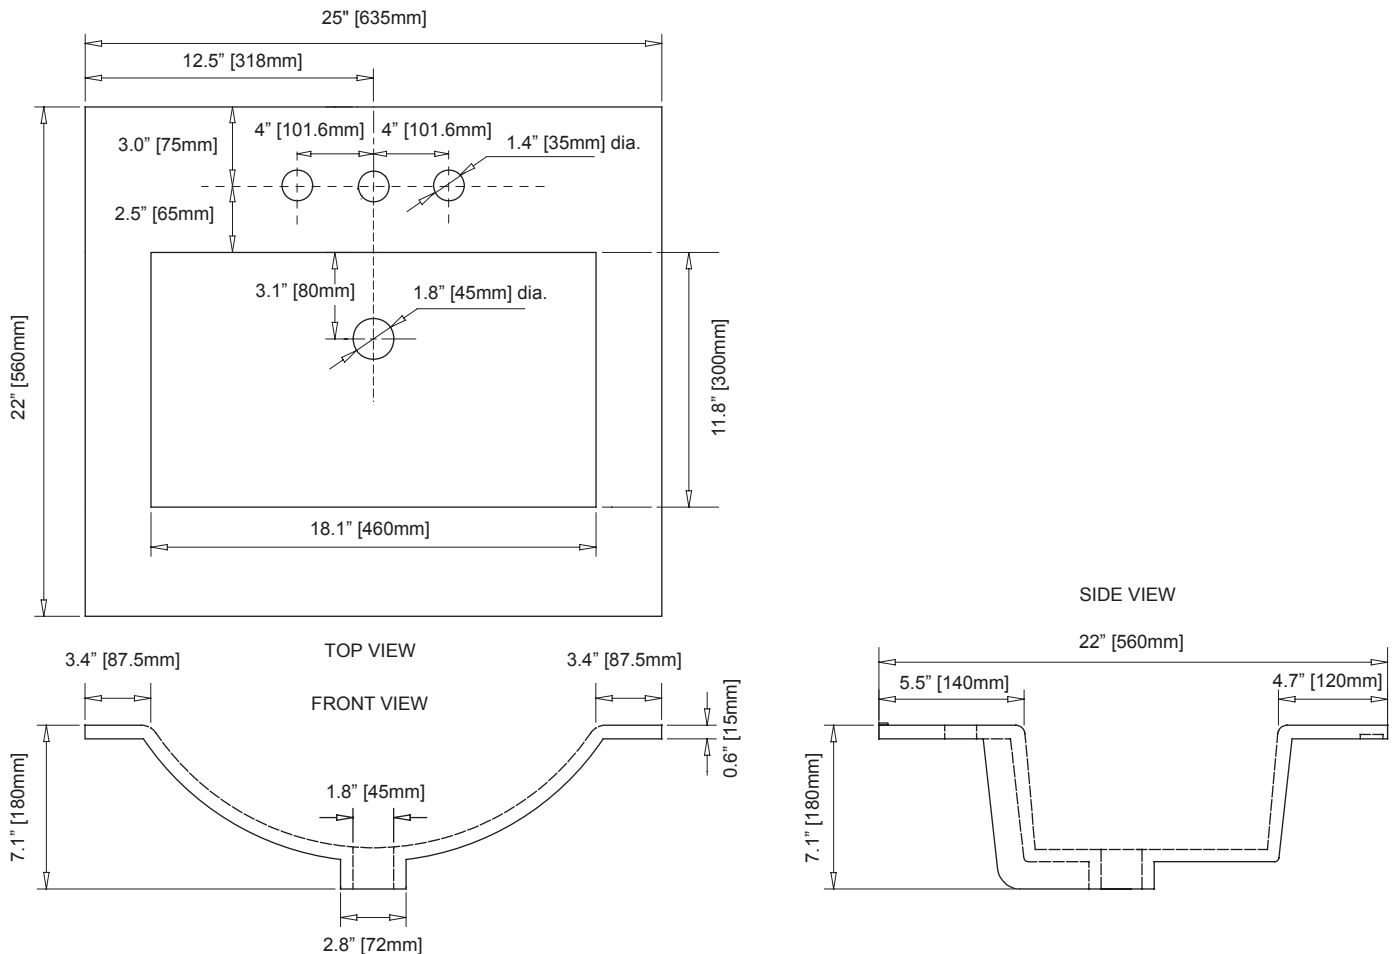 25" [635mm]
12.5” [318mm]
3.0” [75mm]
4” [101.6mm]
4” [101.6mm]
1.4” [35mm] dia.
2.5” [65mm]
3.1” [80mm]
1.8” [45mm] dia.
22” [560mm]
11.8” [300mm]
18.1” [460mm]
TOP VIEW
3.4” [87.5mm]
3.4” [87.5mm]
FRONT VIEW
0.6” [15mm]
7.1” [180mm]
1.8” [45mm]
2.8” [72mm]
SIDE VIEW
22” [560mm]
5.5” [140mm]
4.7” [120mm]
7.1” [180mm]